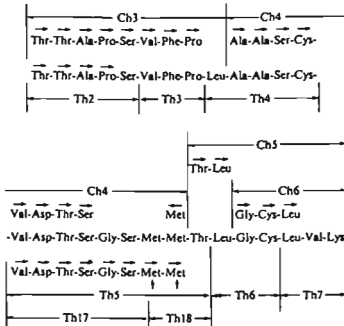 Ch3 Ch4
Thr-Thr-Ala-Pro-Ser-Val-Phe-Pro Ala-Ala-Ser-Cys-
Thr-Thr-Ala-Pro-Ser-Val-Phe-Pro-Leu-Ala-Ala-Ser-Cys-
Th2 Th3 Th4
Ch5
Thr-Leu
Ch4 Ch6
Val-Asp-Thr-Ser Met Gly-Cys-Leu
-Val-Asp-Thr-Ser-Gly-Ser-Met-Met-Thr-Leu-Gly-Cys-Leu-Val-Lys
Val-Asp-Thr-Ser-Gly-Ser-Met-Met
Th5 Th6 Th7
Th17 Th18